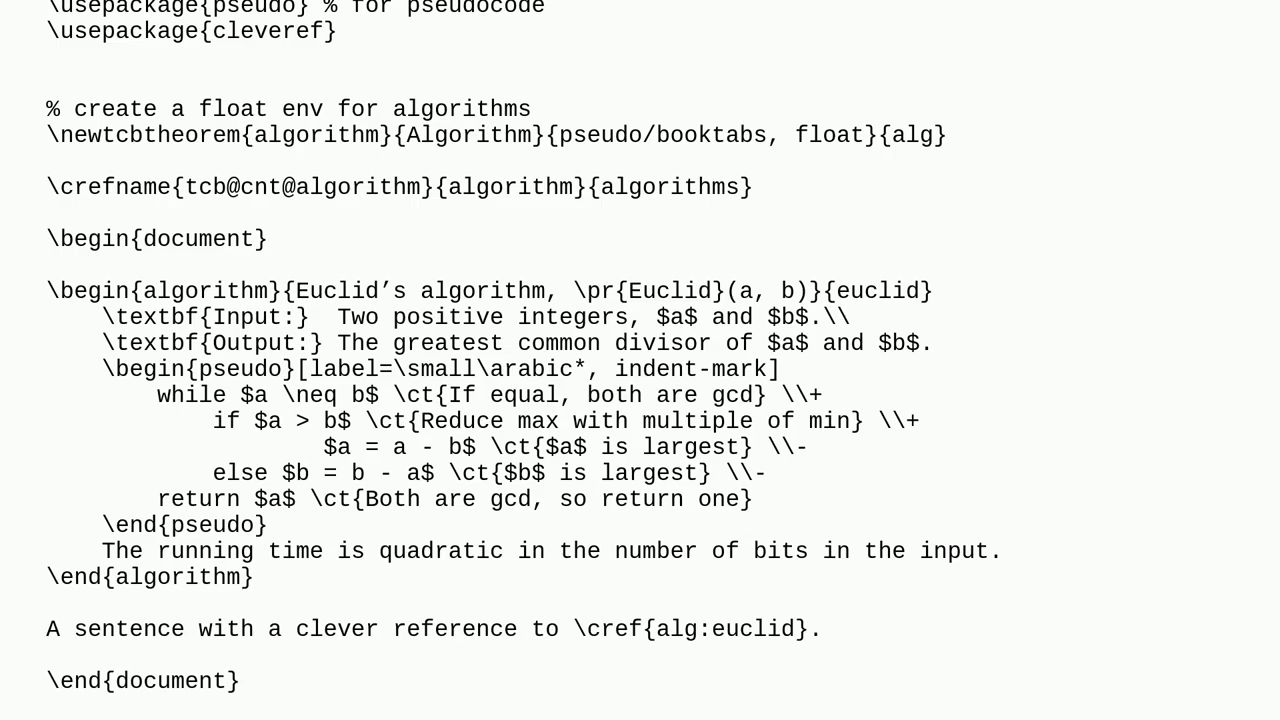 \usepackage{pseudo} % for pseudocode
\usepackage{cleveref}
% create a float env for algorithms
\newtcbtheorem{algorithm}{Algorithm}{pseudo/booktabs, float}{alg}
\crefname{tcb@cnt@algorithm}{algorithm}{algorithms}
\begin{document}
\begin{algorithm}{Euclid’s algorithm, \pr{Euclid}(a, b)}{euclid}
    \textbf{Input:}  Two positive integers, $a$ and $b$.\\
    \textbf{Output:} The greatest common divisor of $a$ and $b$.
    \begin{pseudo}[label=\small\arabic*, indent-mark]
        while $a \neq b$ \ct{If equal, both are gcd} \\+
            if $a > b$ \ct{Reduce max with multiple of min} \\+
                    $a = a - b$ \ct{$a$ is largest} \\-
            else $b = b - a$ \ct{$b$ is largest} \\-
        return $a$ \ct{Both are gcd, so return one}
    \end{pseudo}
    The running time is quadratic in the number of bits in the input.
\end{algorithm}
A sentence with a clever reference to \cref{alg:euclid}.
\end{document}